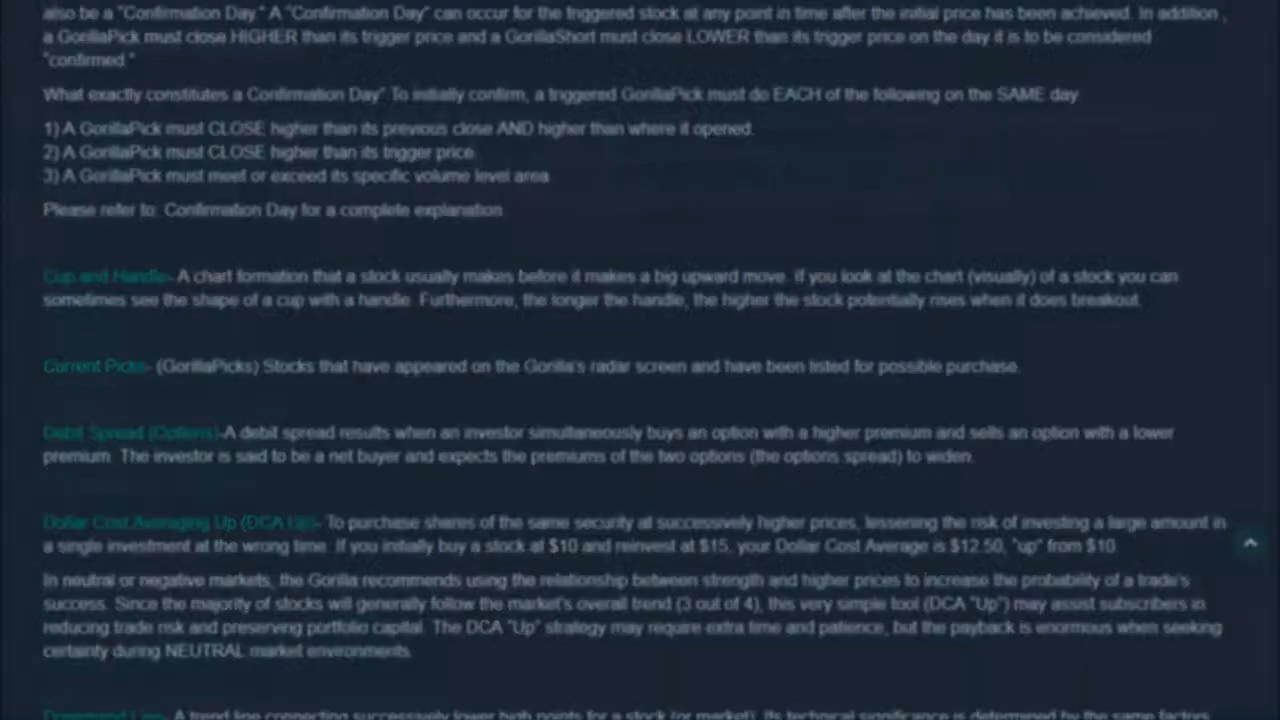 also be a "Confirmation Day." A "Confirmation Day" can occur for the triggered stock at any point in time after the initial price has been achieved. In addition ,
a GorillaPick must close HIGHER than its trigger price and a GorillaShort must close LOWER than its trigger price on the day it is to be considered
"confirmed."
What exactly constitutes a Confirmation Day" To initially confirm, a triggered GorillaPick must do EACH of the following on the SAME day.
1) A GorillaPick must CLOSE higher than its previous close AND higher than where it opened.
2) A GorillaPick must CLOSE higher than its trigger price.
3) A GorillaPick must meet or exceed its specific volume level area.
Please refer to: Confirmation Day for a complete explanation.
Cup and Handle- A chart formation that a stock usually makes before it makes a big upward move. If you look at the chart (visually) of a stock you can
sometimes see the shape of a cup with a handle. Furthermore, the longer the handle, the higher the stock potentially rises when it does breakout.
Current Picks- (GorillaPicks) Stocks that have appeared on the Gorilla's radar screen and have been listed for possible purchase.
Debit Spread (Options)-A debit spread results when an investor simultaneously buys an option with a higher premium and sells an option with a lower
premium. The investor is said to be a net buyer and expects the premiums of the two options (the options spread) to widen.
Dollar Cost Averaging Up (DCA Up)- To purchase shares of the same security at successively higher prices, lessening the risk of investing a large amount in
a single investment at the wrong time. If you initially buy a stock at $10 and reinvest at $15, your Dollar Cost Average is $12.50, "up" from $10.
In neutral or negative markets, the Gorilla recommends using the relationship between strength and higher prices to increase the probability of a trade's
success. Since the majority of stocks will generally follow the market's overall trend (3 out of 4), this very simple tool (DCA "Up") may assist subscribers in
reducing trade risk and preserving portfolio capital. The DCA "Up" strategy may require extra time and patience, but the payback is enormous when seeking
certainty during NEUTRAL market environments.
Downtrend Line- A trend line connecting successively lower high points for a stock (or market). Its technical significance is determined by the same factors